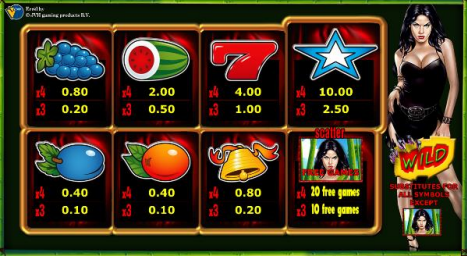 © JVH gaming products B.V.
x4 0.80
x3 0.20
x4 2.00
x3 0.50
x4 4.00
x3 1.00
x4 10.00
x3 2.50
x4 0.40
x3 0.10
x4 0.40
x3 0.10
x4 0.80
x3 0.20
scatter
FREE GAMES
x4 20 free games
x3 10 free games
WILD
SUBSTITUTES FOR
ALL SYMBOLS
EXCEPT